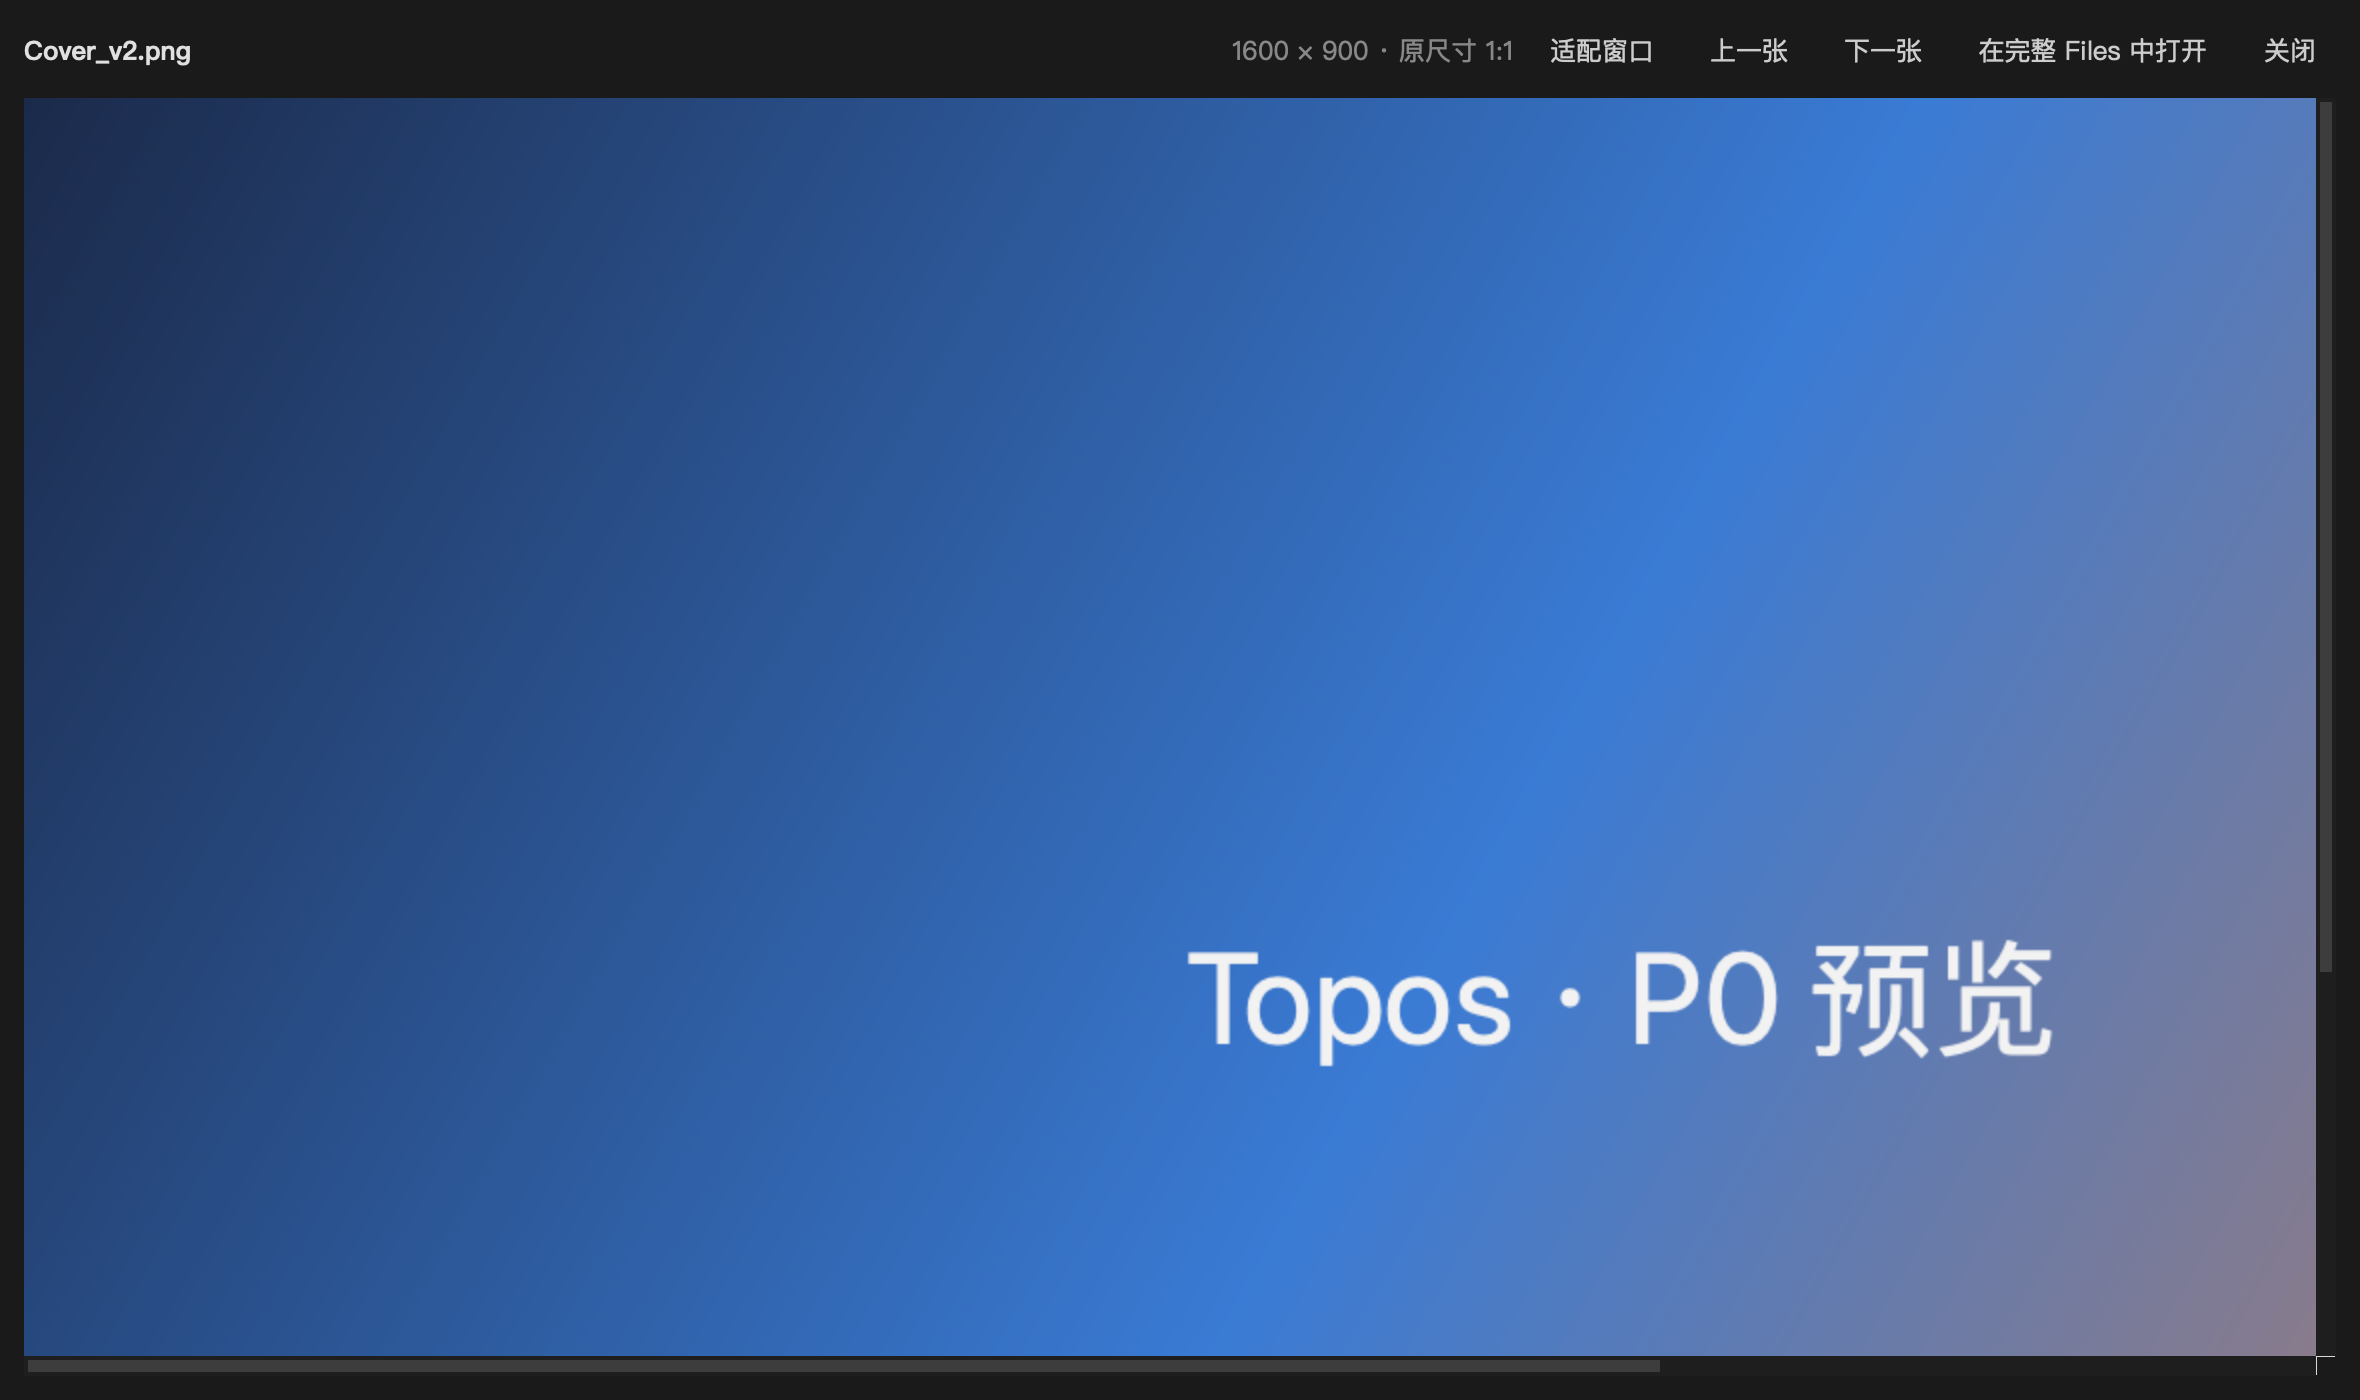 Cover_v2.png
1600 × 900 · 原尺寸 1:1 适配窗口 上一张 下一张 在完整 Files 中打开 关闭
Topos · P0 预览